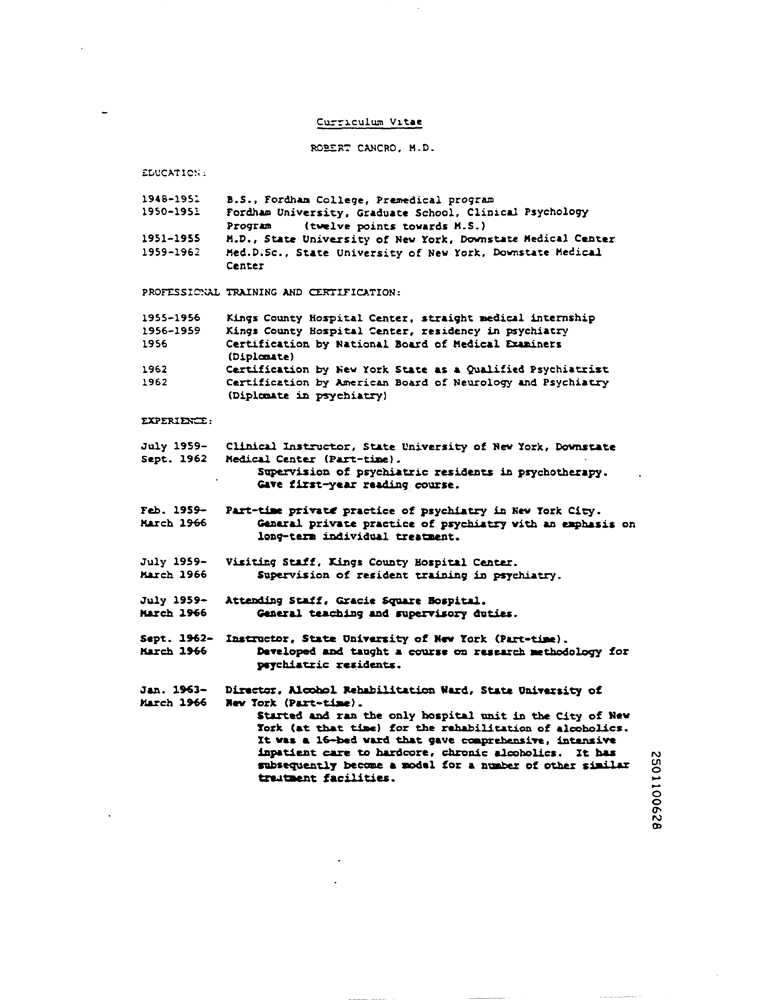 Curriculum Vitae
ROBERT CANCRO, M.D.
EDUCATION:
1948-1951 B.S., Fordham College, Premedical program
1950-1951 Fordham University, Graduate School, Clinical Psychology
Program (twelve points towards M.S.)
1951-1955 M.D., State University of New York, Downstate Medical Center
1959-1962 Med.D.Sc., State University of New York, Downstate Medical
Center
PROFESSIONAL TRAINING AND CERTIFICATION:
1955-1956 Kings County Hospital Center, straight medical internship
1956-1959 Kings County Hospital Center, residency in psychiatry
1956 Certification by National Board of Medical Examiners
(Diplomate)
1962 Certification by New York State as a Qualified Psychiatrist
1962 Certification by American Board of Neurology and Psychiatry
(Diplomate in psychiatry)
EXPERIENCE:
July 1959- Clinical Instructor, State University of New York, Downstate
Sept. 1962 Medical Center (Part-time).
Supervision of psychiatric residents in psychotherapy.
Gave first-year reading course.
Feb. 1959- Part-time private practice of psychiatry in New York City.
March 1966 General private practice of psychiatry with an emphasis on
long-term individual treatment.
July 1959- Visiting Staff, Kings County Hospital Center.
March 1966 Supervision of resident training in psychiatry.
July 1959- Attending Staff, Gracie Square Hospital.
March 1966 General teaching and supervisory duties.
Sept. 1962- Instructor, State University of New York (Part-time).
March 1966 Developed and taught a course on research methodology for
psychiatric residents.
Jan. 1963- Director, Alcohol Rehabilitation Ward, State University of
March 1966 New York (Part-time).
Started and ran the only hospital unit in the City of New
York (at that time) for the rehabilitation of alcoholics.
It was a 16-bed ward that gave comprehensive, intensive
inpatient care to hardcore, chronic alcoholics. It has
subsequently become a model for a number of other similar
treatment facilities.
2501100628